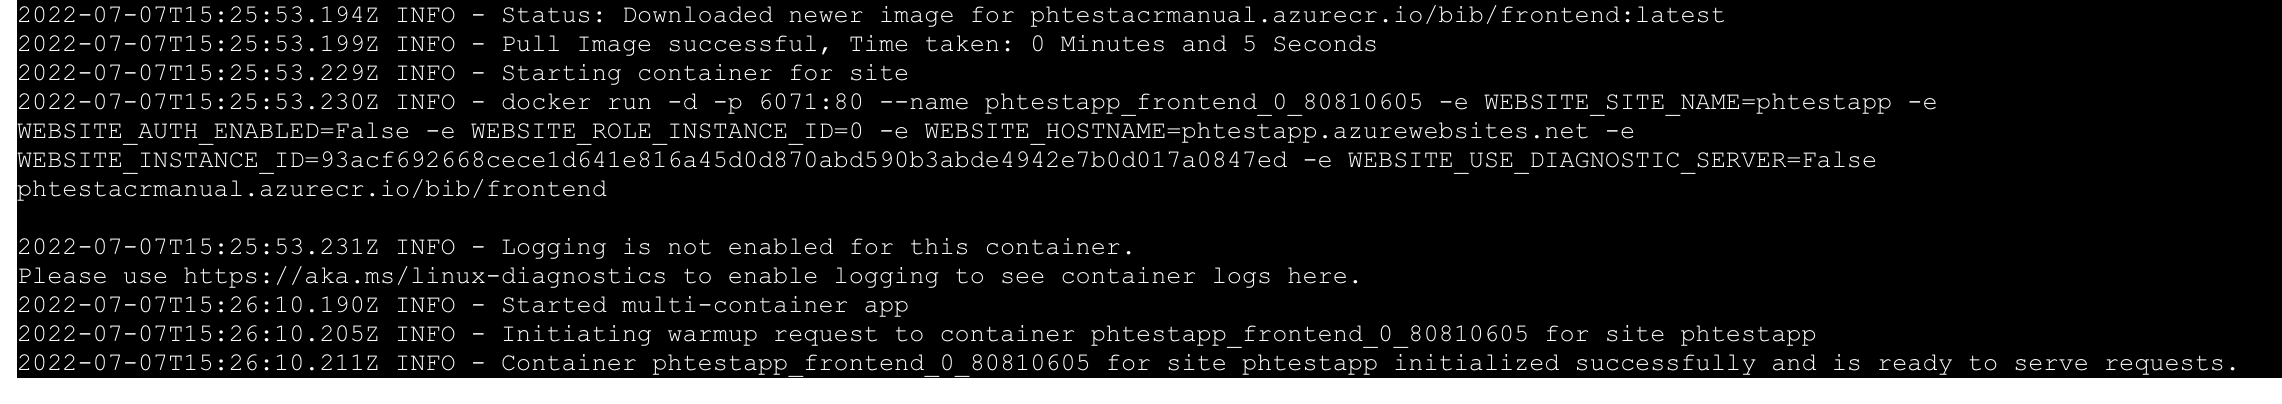 2022-07-07T15:25:53.194Z INFO - Status: Downloaded newer image for phtestacrmanual.azurecr.io/bib/frontend:latest
2022-07-07T15:25:53.199Z INFO - Pull Image successful, Time taken: 0 Minutes and 5 Seconds
2022-07-07T15:25:53.229Z INFO - Starting container for site
2022-07-07T15:25:53.230Z INFO - docker run -d -p 6071:80 --name phtestapp_frontend_0_80810605 -e WEBSITE_SITE_NAME=phtestapp -e
WEBSITE_AUTH_ENABLED=False -e WEBSITE_ROLE_INSTANCE_ID=0 -e WEBSITE_HOSTNAME=phtestapp.azurewebsites.net -e
WEBSITE_INSTANCE_ID=93acf692668cece1d641e816a45d0d870abd590b3abde4942e7b0d017a0847ed -e WEBSITE_USE_DIAGNOSTIC_SERVER=False
phtestacrmanual.azurecr.io/bib/frontend
2022-07-07T15:25:53.231Z INFO - Logging is not enabled for this container.
Please use https://aka.ms/linux-diagnostics to enable logging to see container logs here.
2022-07-07T15:26:10.190Z INFO - Started multi-container app
2022-07-07T15:26:10.205Z INFO - Initiating warmup request to container phtestapp_frontend_0_80810605 for site phtestapp
2022-07-07T15:26:10.211Z INFO - Container phtestapp_frontend_0_80810605 for site phtestapp initialized successfully and is ready to serve requests.